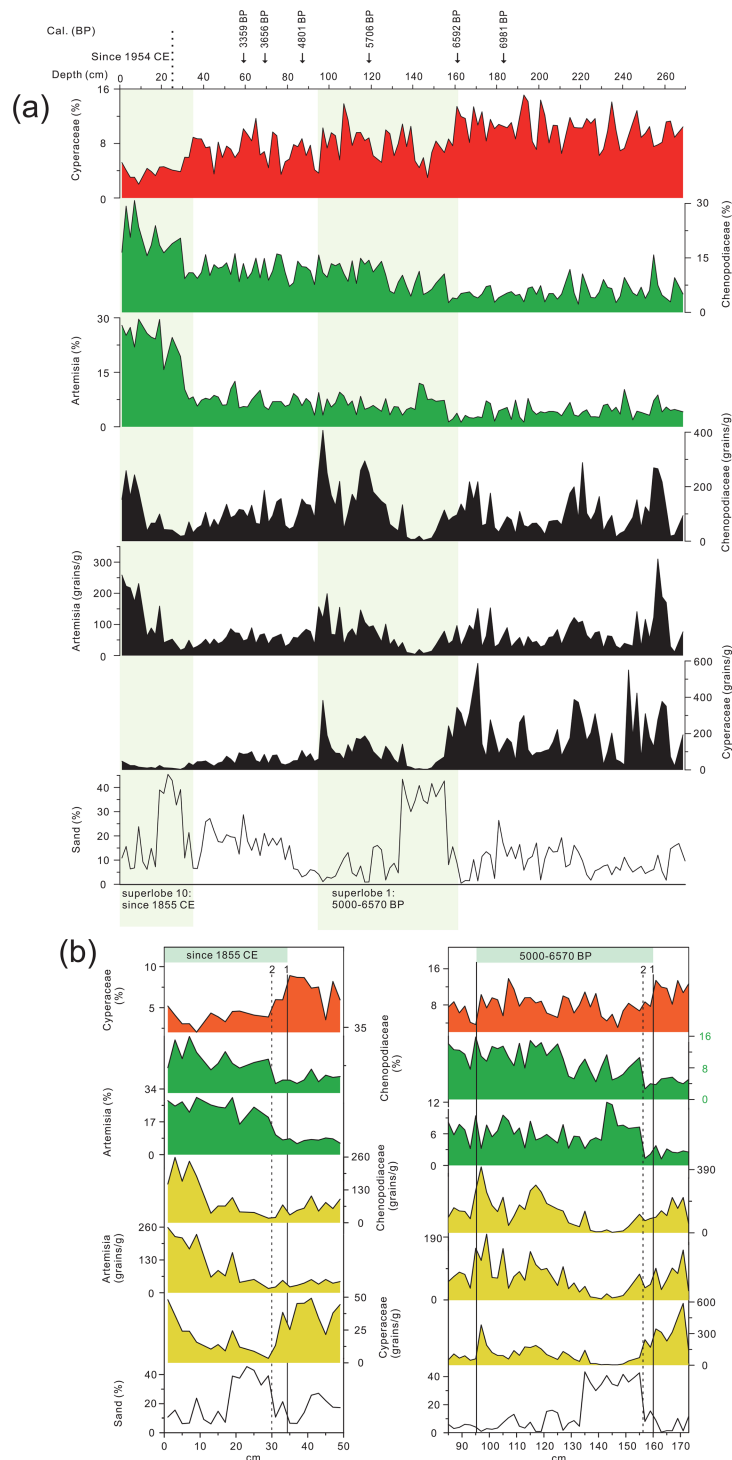 Cal. (BP)
3359 BP
3656 BP
4801 BP
5706 BP
6592 BP
6981 BP
Since 1954 CE
Depth (cm)
0 20 40 60 80 100 120 140 160 180 200 220 240 260
(a)
16
8
0
Cyperaceae (%)
30
15
0
Chenopodiaceae (%)
30
15
0
Artemisia (%)
400
200
0
Chenopodiaceae (grains/g)
300
200
100
0
Artemisia (grains/g)
600
400
200
0
Cyperaceae (grains/g)
40
30
20
10
0
Sand (%)
superlobe 10:
since 1855 CE
superlobe 1:
5000-6570 BP
(b)
since 1855 CE
2 1
10
5
Cyperaceae
(%)
35
Chenopodiaceae
(%)
34
17
0
Artemisia (%)
260
130
0
Chenopodiaceae
(grains/g)
260
130
0
Artemisia
(grains/g)
50
25
0
Cyperaceae
(grains/g)
40
20
0
Sand (%)
0 10 20 30 40 50
cm
5000-6570 BP
2 1
16
8
16
8
0
12
6
0
390
0
190
0
600
300
0
40
20
0
90 100 110 120 130 140 150 160 170
cm